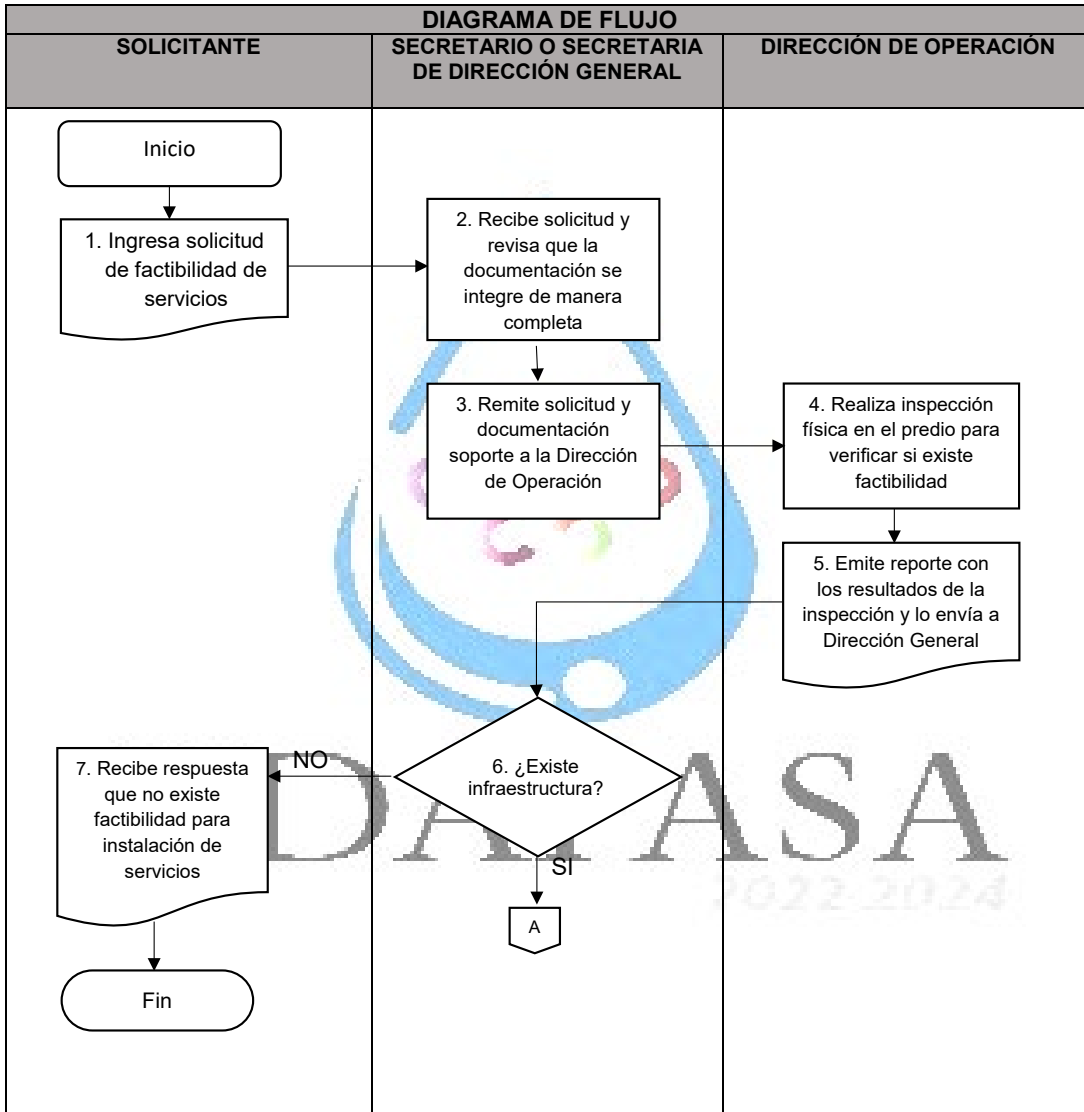 DIAGRAMA DE FLUJO
SOLICITANTE
SECRETARIO O SECRETARIA
DE DIRECCIÓN GENERAL
DIRECCIÓN DE OPERACIÓN
Inicio
1. Ingresa solicitud
de factibilidad de
servicios
2. Recibe solicitud y
revisa que la
documentación se
integre de manera
completa
3. Remite solicitud y
documentación
soporte a la Dirección
de Operación
4. Realiza inspección
física en el predio para
verificar si existe
factibilidad
5. Emite reporte con
los resultados de la
inspección y lo envía a
Dirección General
6. ¿Existe
infraestructura?
NO
7. Recibe respuesta
que no existe
factibilidad para
instalación de
servicios
SI
A
Fin
2022-2024